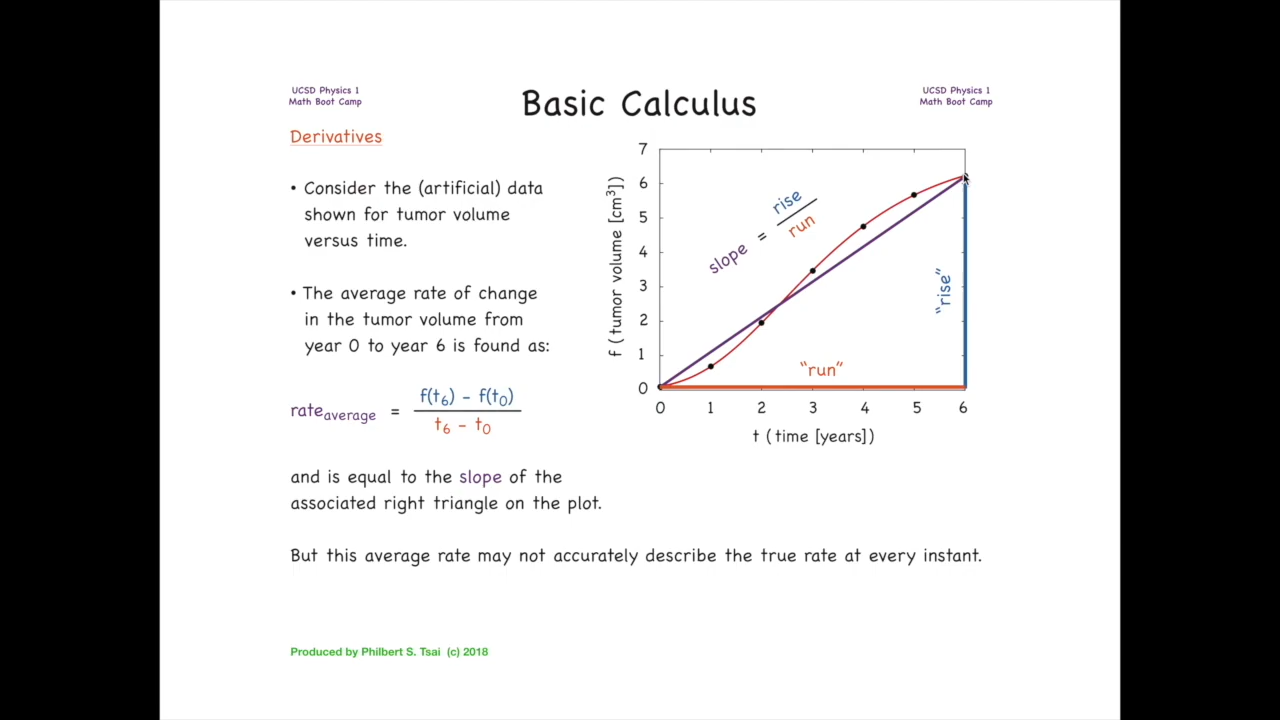 UCSD Physics 1
Math Boot Camp
Basic Calculus
UCSD Physics 1
Math Boot Camp
Derivatives
• Consider the (artificial) data
shown for tumor volume
versus time.
• The average rate of change
in the tumor volume from
year 0 to year 6 is found as:
rate_average = f(t_6) - f(t_0)
t_6 - t_0
and is equal to the slope of the
associated right triangle on the plot.
But this average rate may not accurately describe the true rate at every instant.
f ( tumor volume [cm³])
7
6
5
4
3
2
1
0
slope = rise
run
"rise"
"run"
0 1 2 3 4 5 6
t ( time [years])
Produced by Philbert S. Tsai (c) 2018